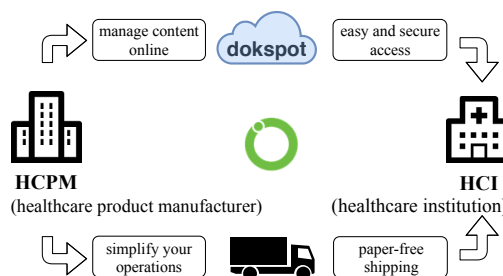 manage content
online
dokspot
easy and secure
access
HCPM
(healthcare product manufacturer)
HCI
(healthcare institution)
simplify your
operations
paper-free
shipping